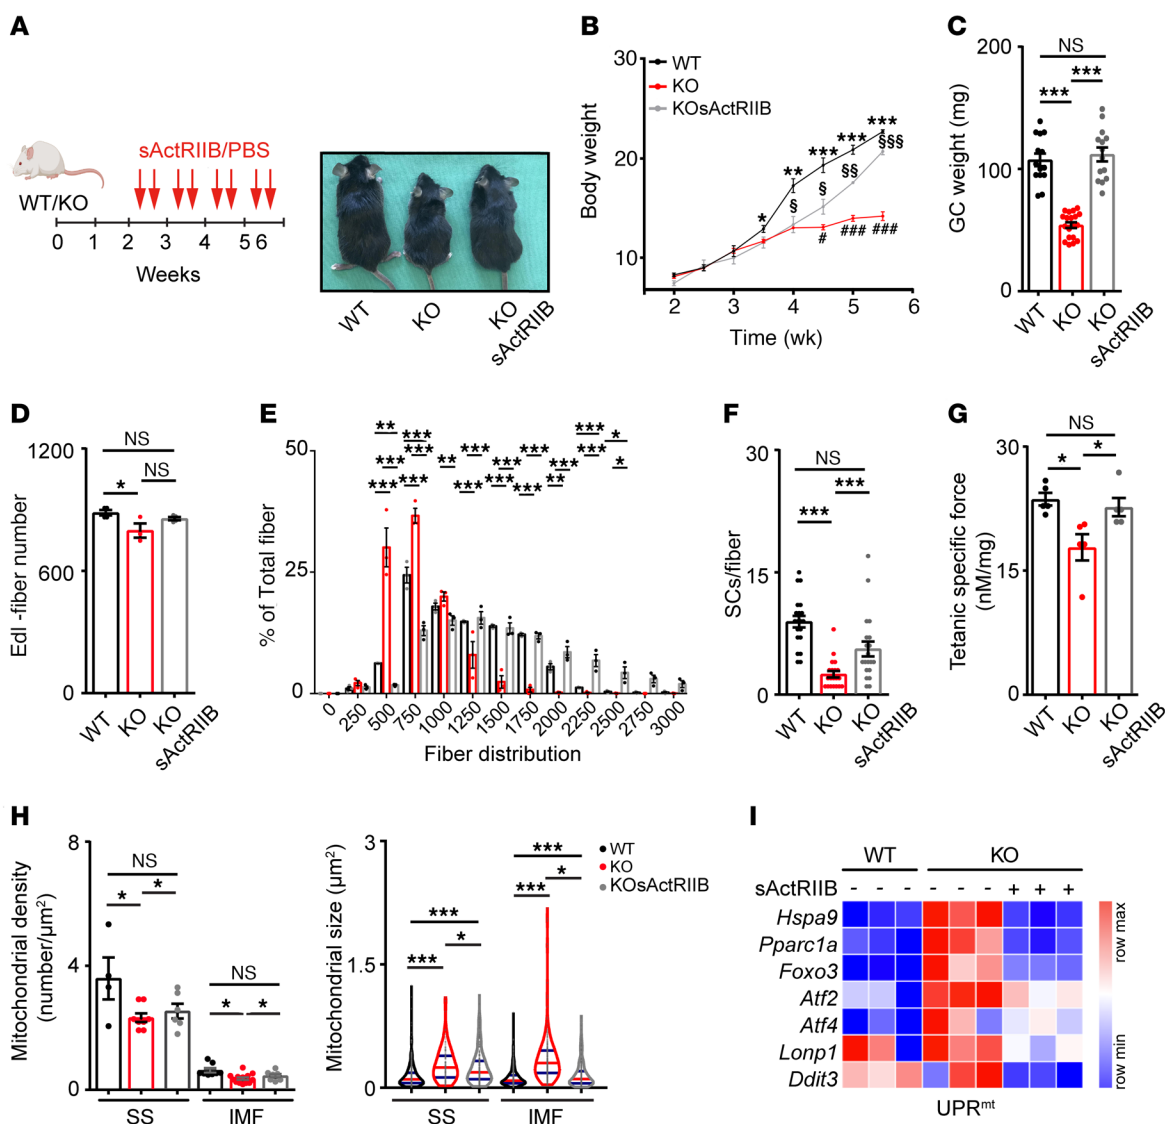 A
sActRIIB/PBS
WT/KO
0 1 2 3 4 5 6
Weeks
WT
KO
KO
sActRIIB
B
WT
KO
KOsActRIIB
Body weight
30
20
10
* ** *** *** ***
§ § §§ §§§
# ### ###
2 3 4 5 6
Time (wk)
C
GC weight (mg)
200
100
0
NS
***
***
WT
KO
KO
sActRIIB
D
Edl -fiber number
1200
600
0
NS
* NS
WT
KO
KO
sActRIIB
E
% of Total fiber
50
25
0
** *** *** *
*** *** ** *** *** *** *** *** *
*** *** *** *** *** **
0 250 500 750 1000 1250 1500 1750 2000 2250 2500 2750 3000
Fiber distribution
F
SCs/fiber
30
15
0
NS
***
***
WT
KO
KO
sActRIIB
G
Tetanic specific force
(nM/mg)
30
15
0
NS
* *
WT
KO
KO
sActRIIB
H
Mitochondrial density
(number/µm²)
8
4
0
NS
* *
NS
* *
SS IMF
Mitochondrial size (µm²)
3
1.5
0
***
*
***
***
*
***
SS IMF
WT
KO
KOsActRIIB
I
WT KO
sActRIIB - - - - - - + + +
Hspa9
Pparc1a
Foxo3
Atf2
Atf4
Lonp1
Ddit3
UPRᵐᵗ
row max
row min